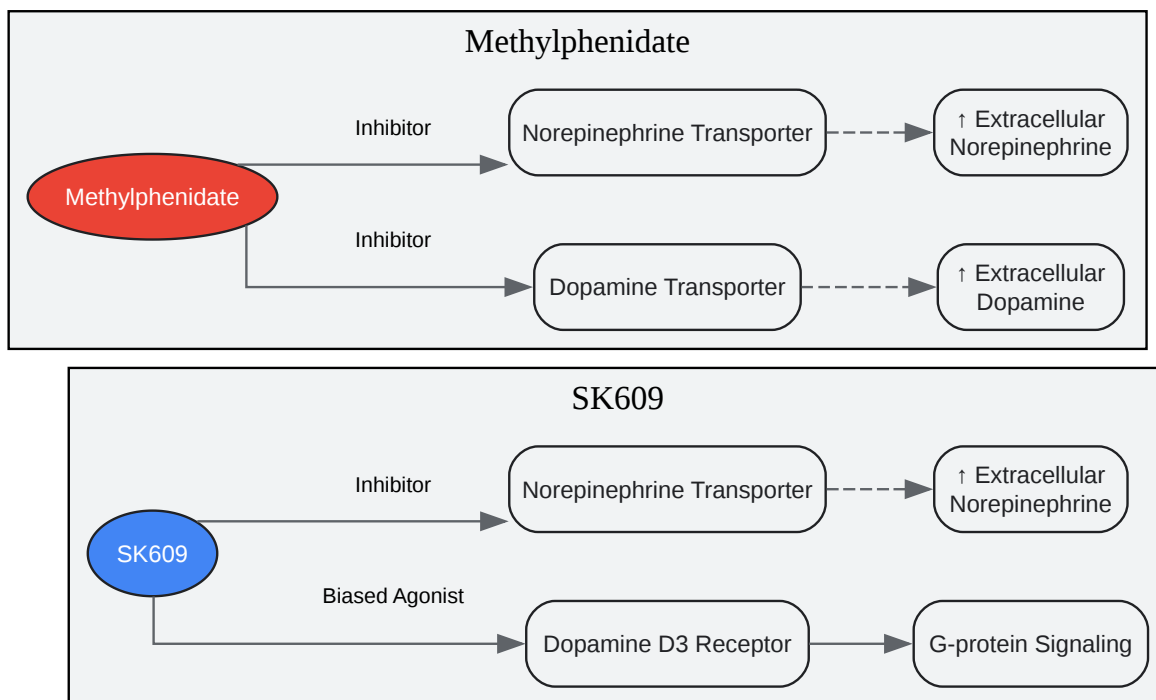 Methylphenidate
Inhibitor
Norepinephrine Transporter
↑ Extracellular
Norepinephrine
Methylphenidate
Inhibitor
Dopamine Transporter
↑ Extracellular
Dopamine
SK609
Inhibitor
Norepinephrine Transporter
↑ Extracellular
Norepinephrine
SK609
Biased Agonist
Dopamine D3 Receptor
G-protein Signaling